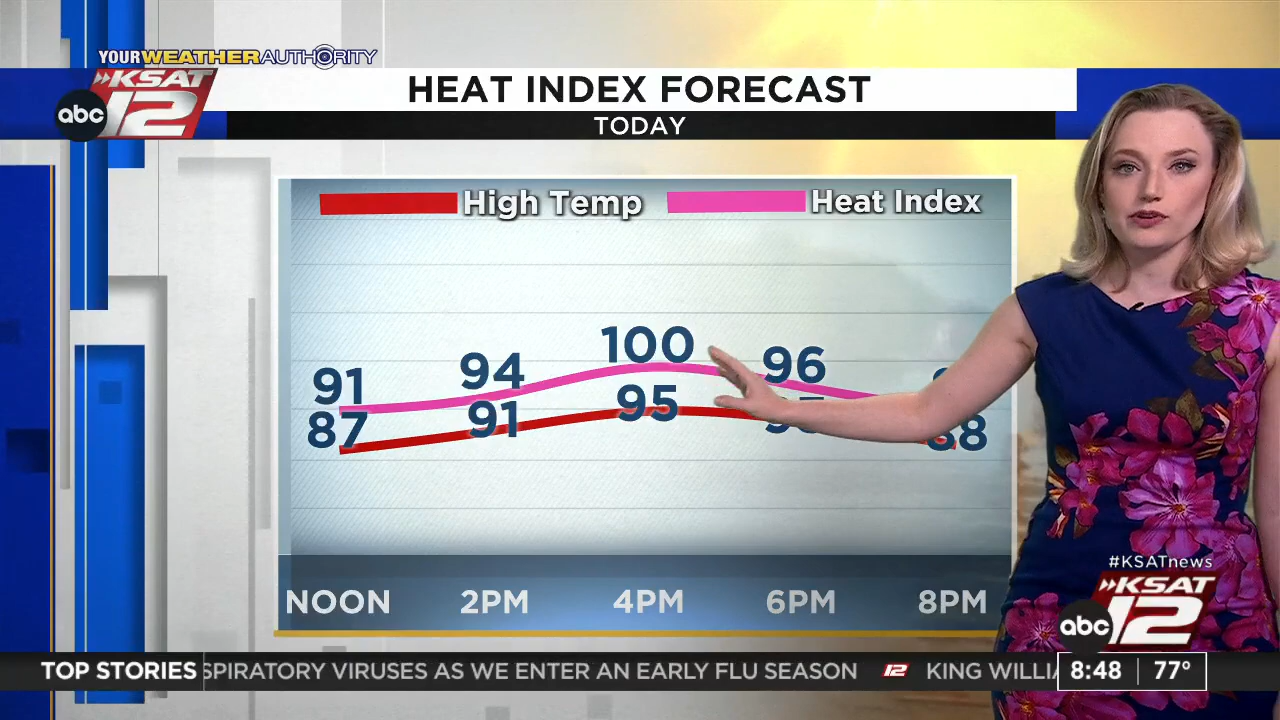 YOUR WEATHER AUTHORITY
KSAT
abc 12
HEAT INDEX FORECAST
TODAY
High Temp Heat Index
91 94 100 96
87 91 95 88
NOON 2PM 4PM 6PM 8PM
#KSATnews
KSAT
abc 12
TOP STORIES SPIRATORY VIRUSES AS WE ENTER AN EARLY FLU SEASON 12 KING WILLIA 8:48 77°